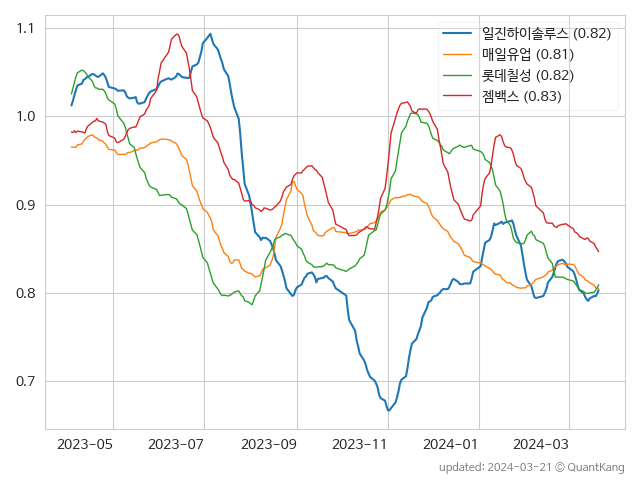 1.1
1.0
0.9
0.8
0.7
일진하이솔루스 (0.82)
매일유업 (0.81)
롯데칠성 (0.82)
젬백스 (0.83)
2023-05 2023-07 2023-09 2023-11 2024-01 2024-03
updated: 2024-03-21 © QuantKang